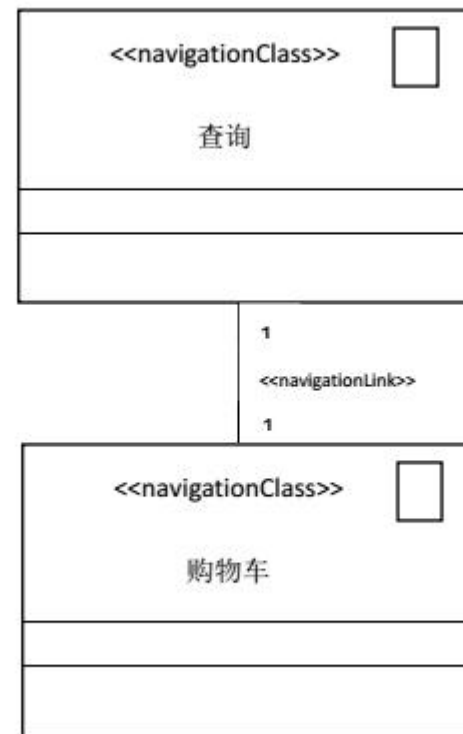 <<navigationClass>>
查询
1
<<navigationLink>>
1
<<navigationClass>>
购物车